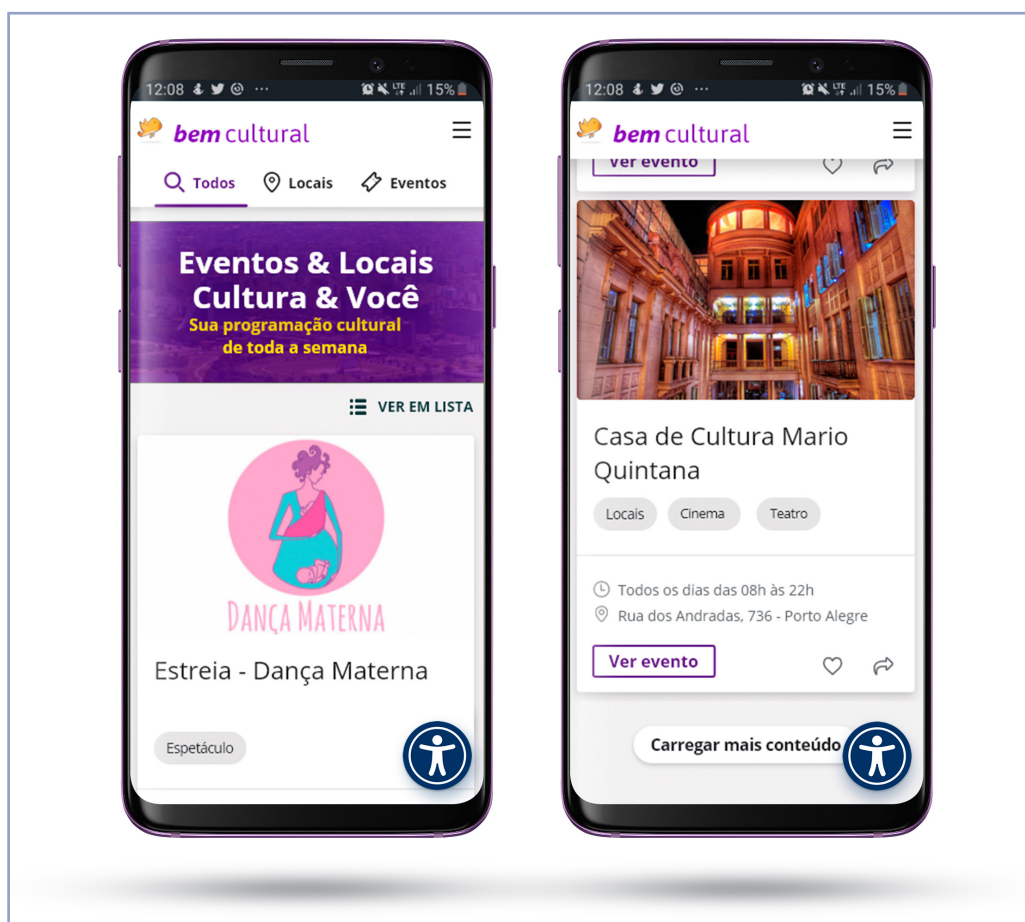 12:08 ... LTE 15%
bem cultural
Todos Locais Eventos
Eventos & Locais
Cultura & Você
Sua programação cultural
de toda a semana
VER EM LISTA
DANÇA MATERNA
Estreia - Dança Materna
Espetáculo
12:08 ... LTE 15%
bem cultural
Ver evento
Casa de Cultura Mario
Quintana
Locais Cinema Teatro
Todos os dias das 08h às 22h
Rua dos Andradas, 736 - Porto Alegre
Ver evento
Carregar mais conteúdo